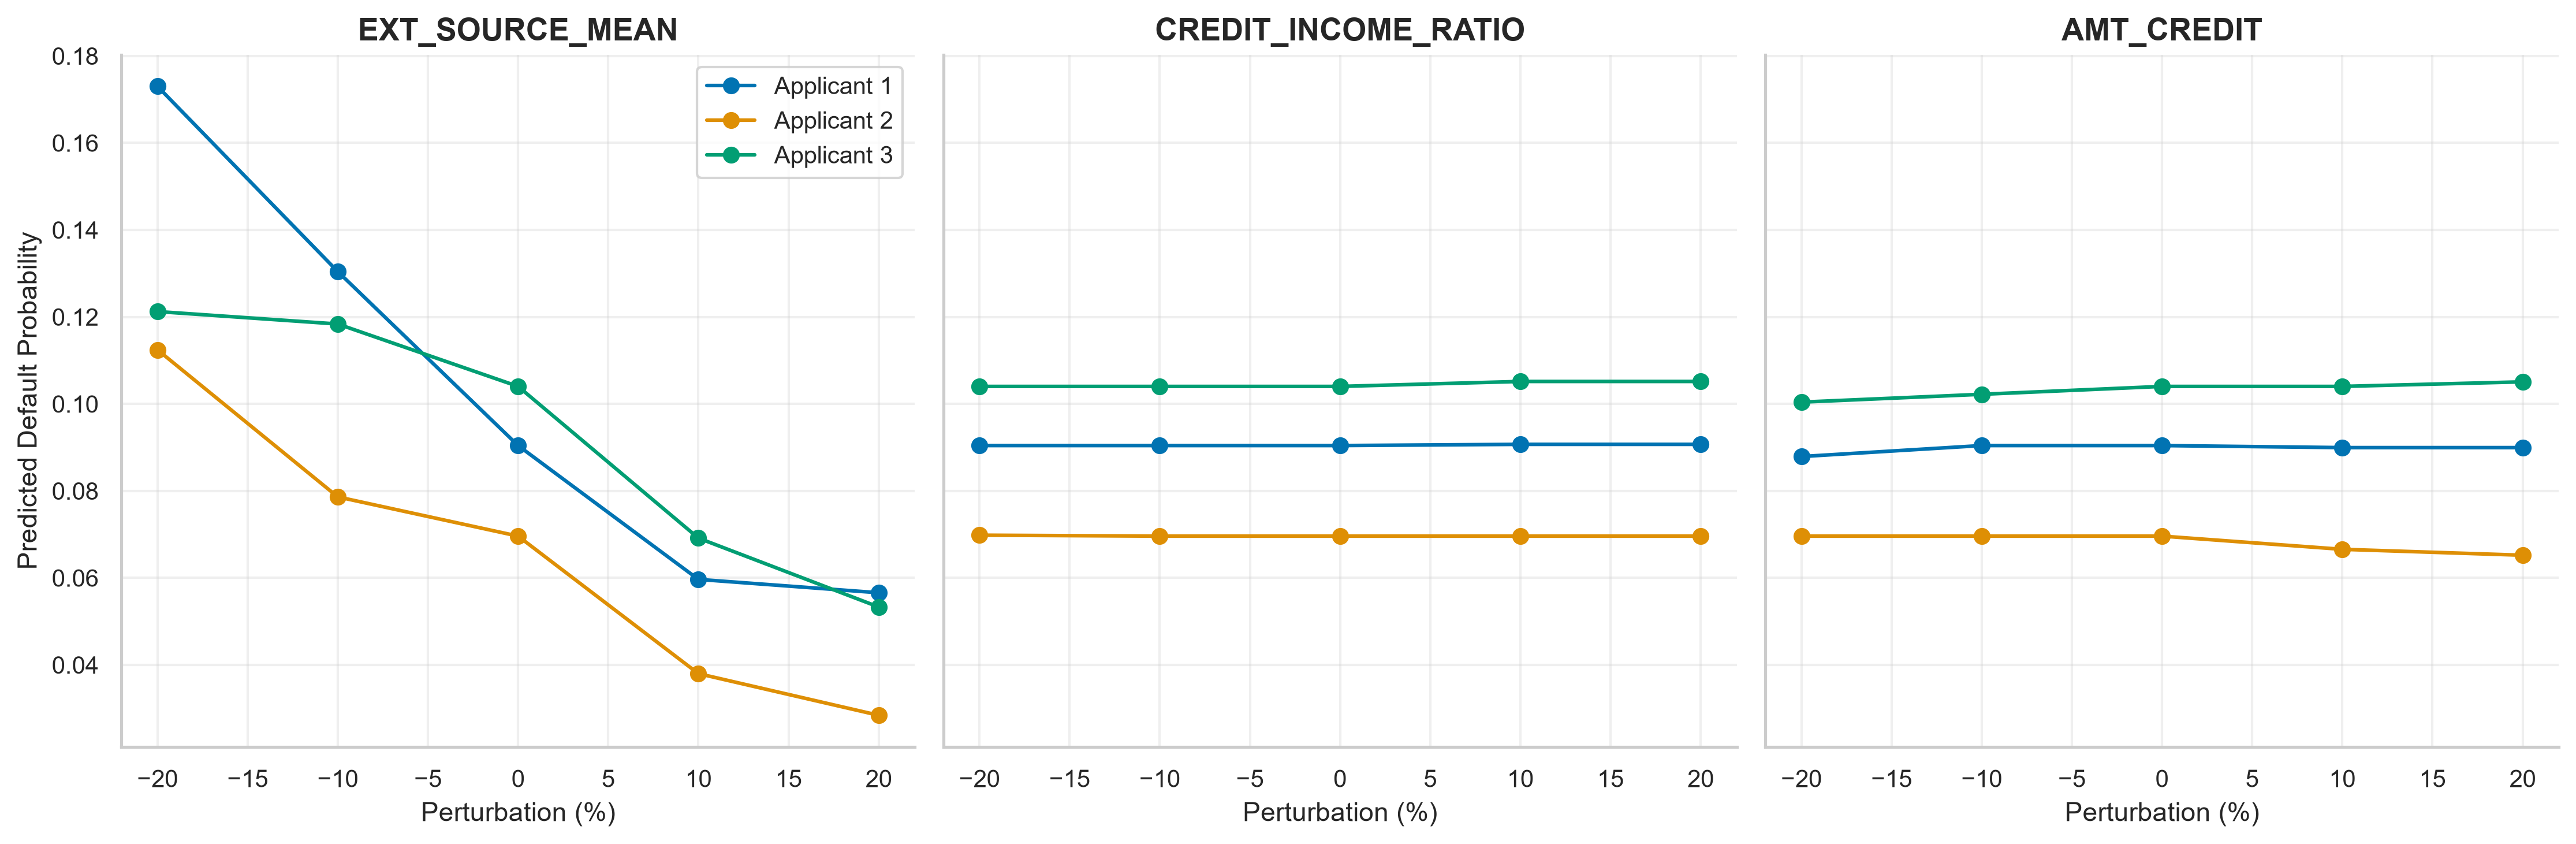 EXT_SOURCE_MEAN
CREDIT_INCOME_RATIO
AMT_CREDIT
Predicted Default Probability
0.18
0.16
0.14
0.12
0.10
0.08
0.06
0.04
Applicant 1
Applicant 2
Applicant 3
−20 −15 −10 −5 0 5 10 15 20
Perturbation (%)
−20 −15 −10 −5 0 5 10 15 20
Perturbation (%)
−20 −15 −10 −5 0 5 10 15 20
Perturbation (%)